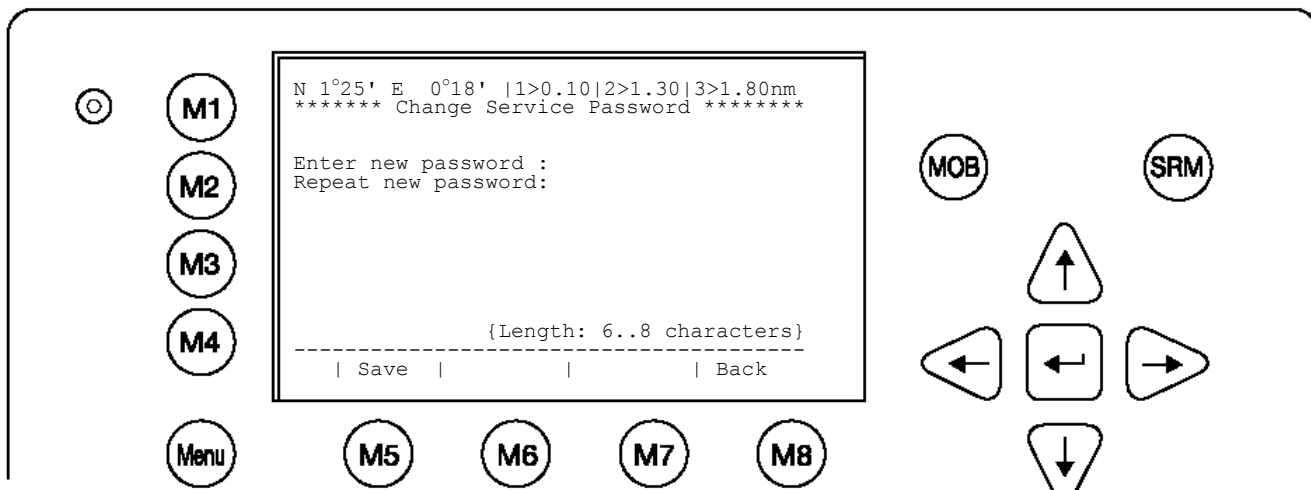 N 1°25' E 0°18' |1>0.10|2>1.30|3>1.80nm
******* Change Service Password ********
Enter new password :
Repeat new password:
{Length: 6..8 characters}
----------------------------------------
| Save | | | Back
M1
M2
M3
M4
Menu
M5
M6
M7
M8
MOB
SRM